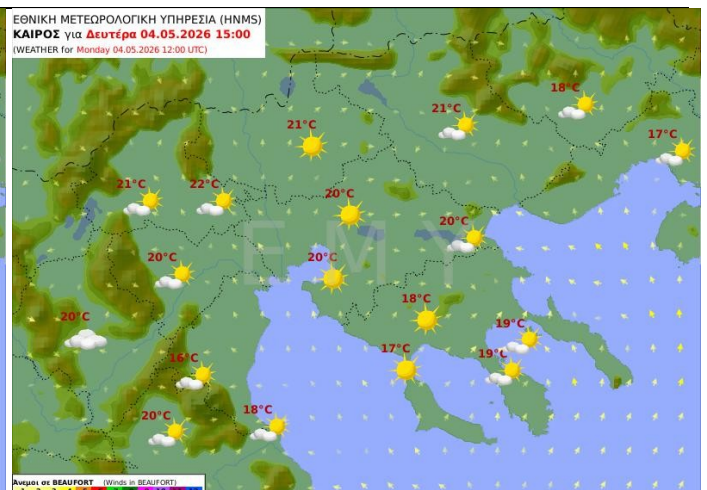 ΕΘΝΙΚΗ ΜΕΤΕΩΡΟΛΟΓΙΚΗ ΥΠΗΡΕΣΙΑ (HNMS)
ΚΑΙΡΟΣ για Δευτέρα 04.05.2026 15:00
(WEATHER for Monday 04.05.2026 12:00 UTC)
18°C
21°C
21°C
17°C
21°C
22°C
20°C
20°C
EMY
20°C
20°C
18°C
20°C
19°C
17°C
19°C
16°C
20°C
18°C
Άνεμοι σε BEAUFORT (Winds in BEAUFORT)